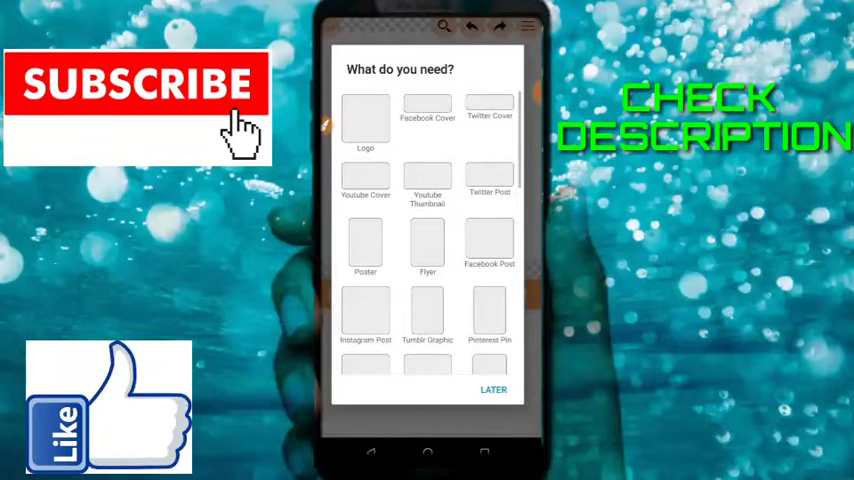 SUBSCRIBE
CHECK
DESCRIPTION
What do you need?
Logo
Facebook Cover
Twitter Cover
Youtube Cover
Youtube
Thumbnail
Twitter Post
Poster
Flyer
Facebook Post
Instagram Post
Tumblr Graphic
Pinterest Pin
LATER
Like